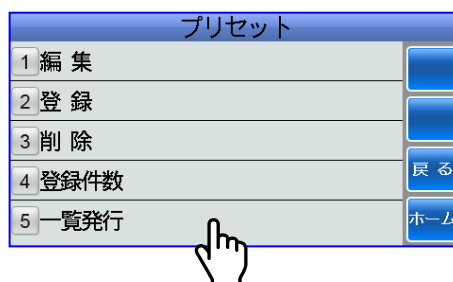 プリセット
1 編 集
2 登 録
3 削 除
戻 る
4 登録件数
5 一覧発行
ホーム